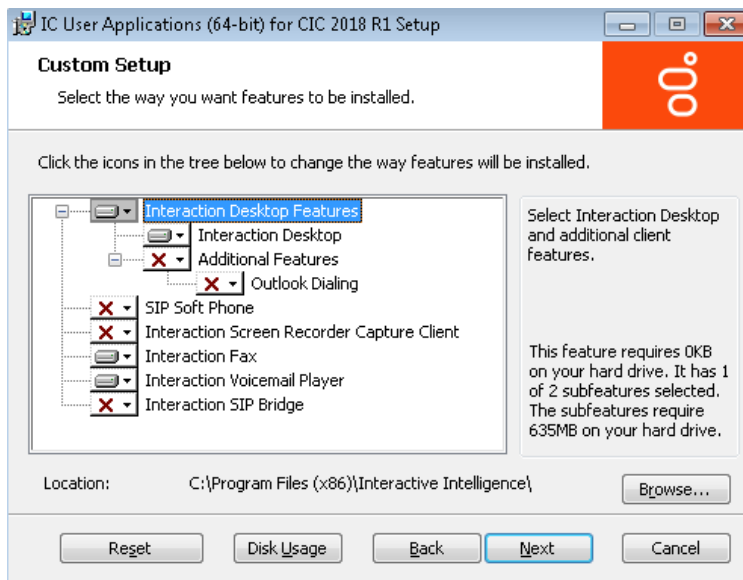 IC User Applications (64-bit) for CIC 2018 R1 Setup
Custom Setup
Select the way you want features to be installed.
Click the icons in the tree below to change the way features will be installed.
Interaction Desktop Features
Interaction Desktop
Additional Features
Outlook Dialing
SIP Soft Phone
Interaction Screen Recorder Capture Client
Interaction Fax
Interaction Voicemail Player
Interaction SIP Bridge
Select Interaction Desktop
and additional client
features.
This feature requires 0KB
on your hard drive. It has 1
of 2 subfeatures selected.
The subfeatures require
635MB on your hard drive.
Location: C:\Program Files (x86)\Interactive Intelligence\
Browse...
Reset Disk Usage Back Next Cancel